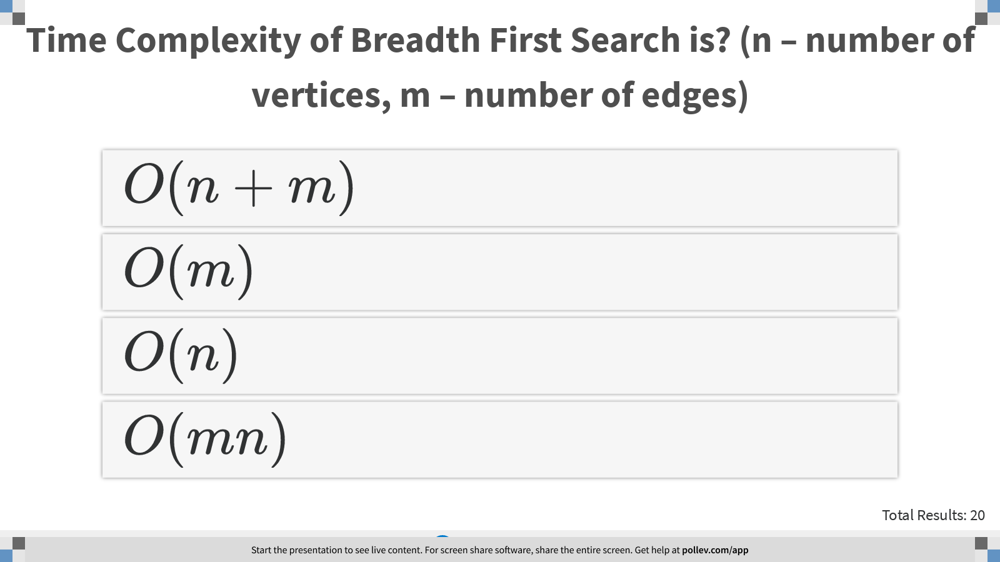 Time Complexity of Breadth First Search is? (n – number of
vertices, m – number of edges)
O(n + m)
O(m)
O(n)
O(mn)
Total Results: 20
Start the presentation to see live content. For screen share software, share the entire screen. Get help at pollev.com/app